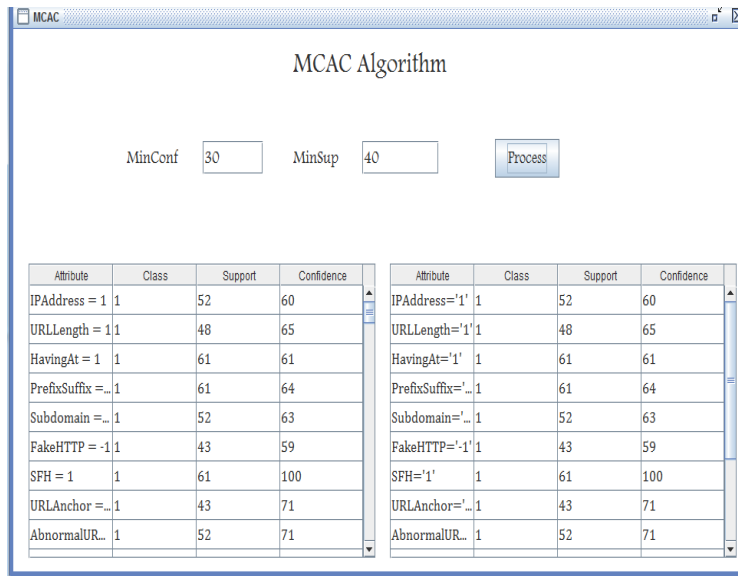 MCAC
MCAC Algorithm
MinConf 30 MinSup 40 Process
Attribute Class Support Confidence Attribute Class Support Confidence
IPAddress = 1 1 52 60 IPAddress='1' 1 52 60
URLLength = 1 1 48 65 URLLength='1' 1 48 65
HavingAt = 1 1 61 61 HavingAt='1' 1 61 61
PrefixSuffix =... 1 61 64 PrefixSuffix='... 1 61 64
Subdomain =... 1 52 63 Subdomain='... 1 52 63
FakeHTTP = -1 1 43 59 FakeHTTP='-1' 1 43 59
SFH = 1 1 61 100 SFH='1' 1 61 100
URLAnchor =... 1 43 71 URLAnchor='... 1 43 71
AbnormalUR... 1 52 71 AbnormalUR... 1 52 71